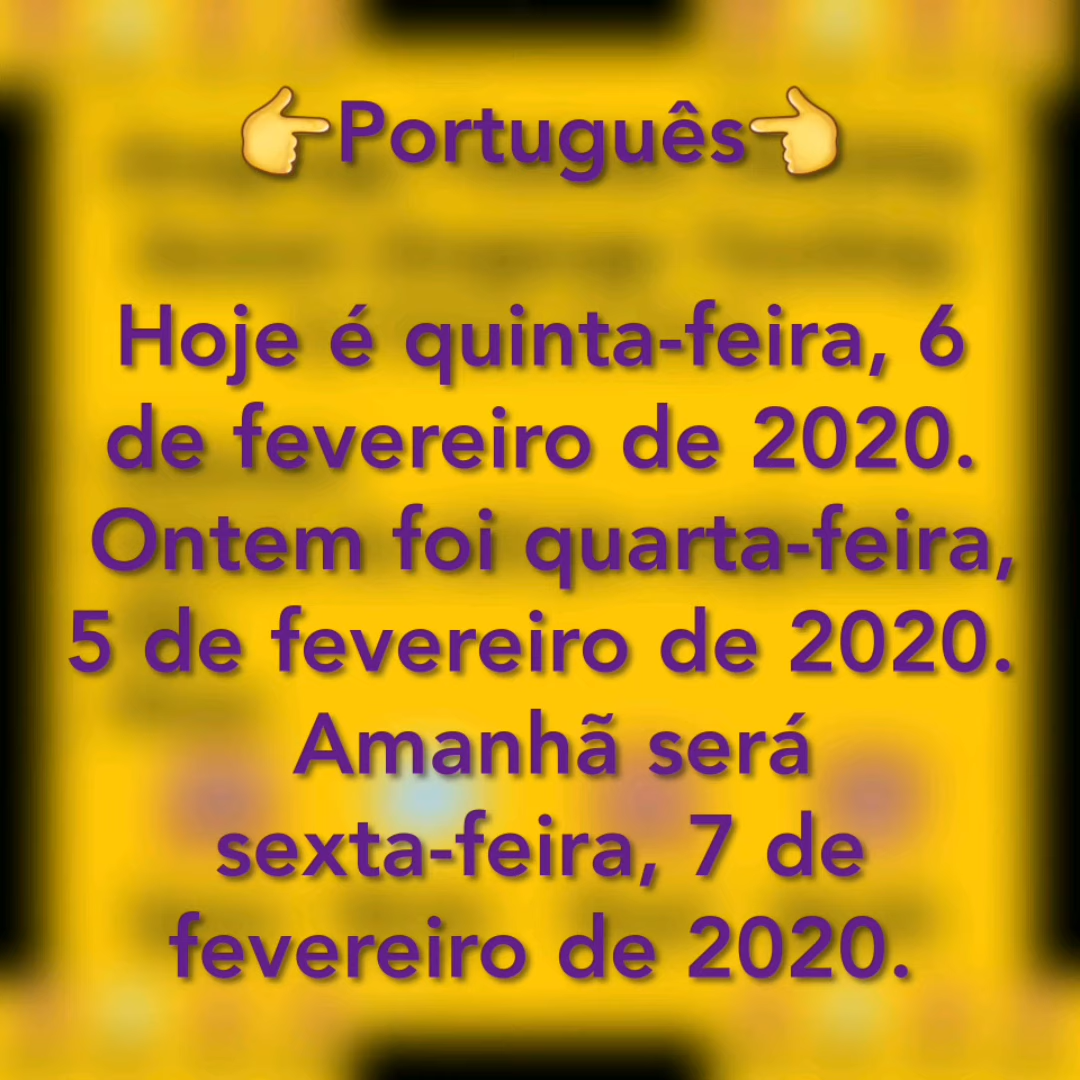 👉Português👈
Hoje é quinta-feira, 6
de fevereiro de 2020.
Ontem foi quarta-feira,
5 de fevereiro de 2020.
Amanhã será
sexta-feira, 7 de
fevereiro de 2020.